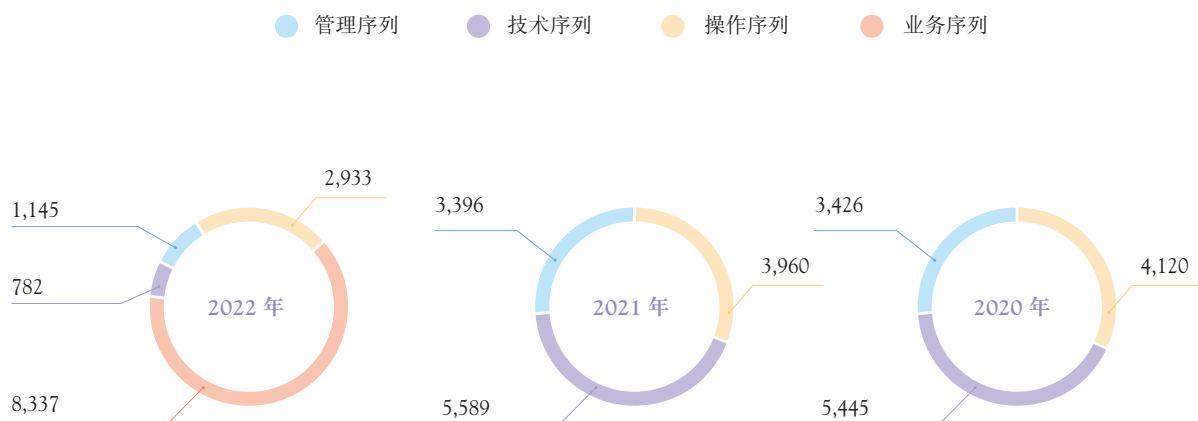 管理序列 技术序列 操作序列 业务序列
2,933
1,145
782
2022 年
8,337
3,396
3,960
2021 年
5,589
3,426
4,120
2020 年
5,445